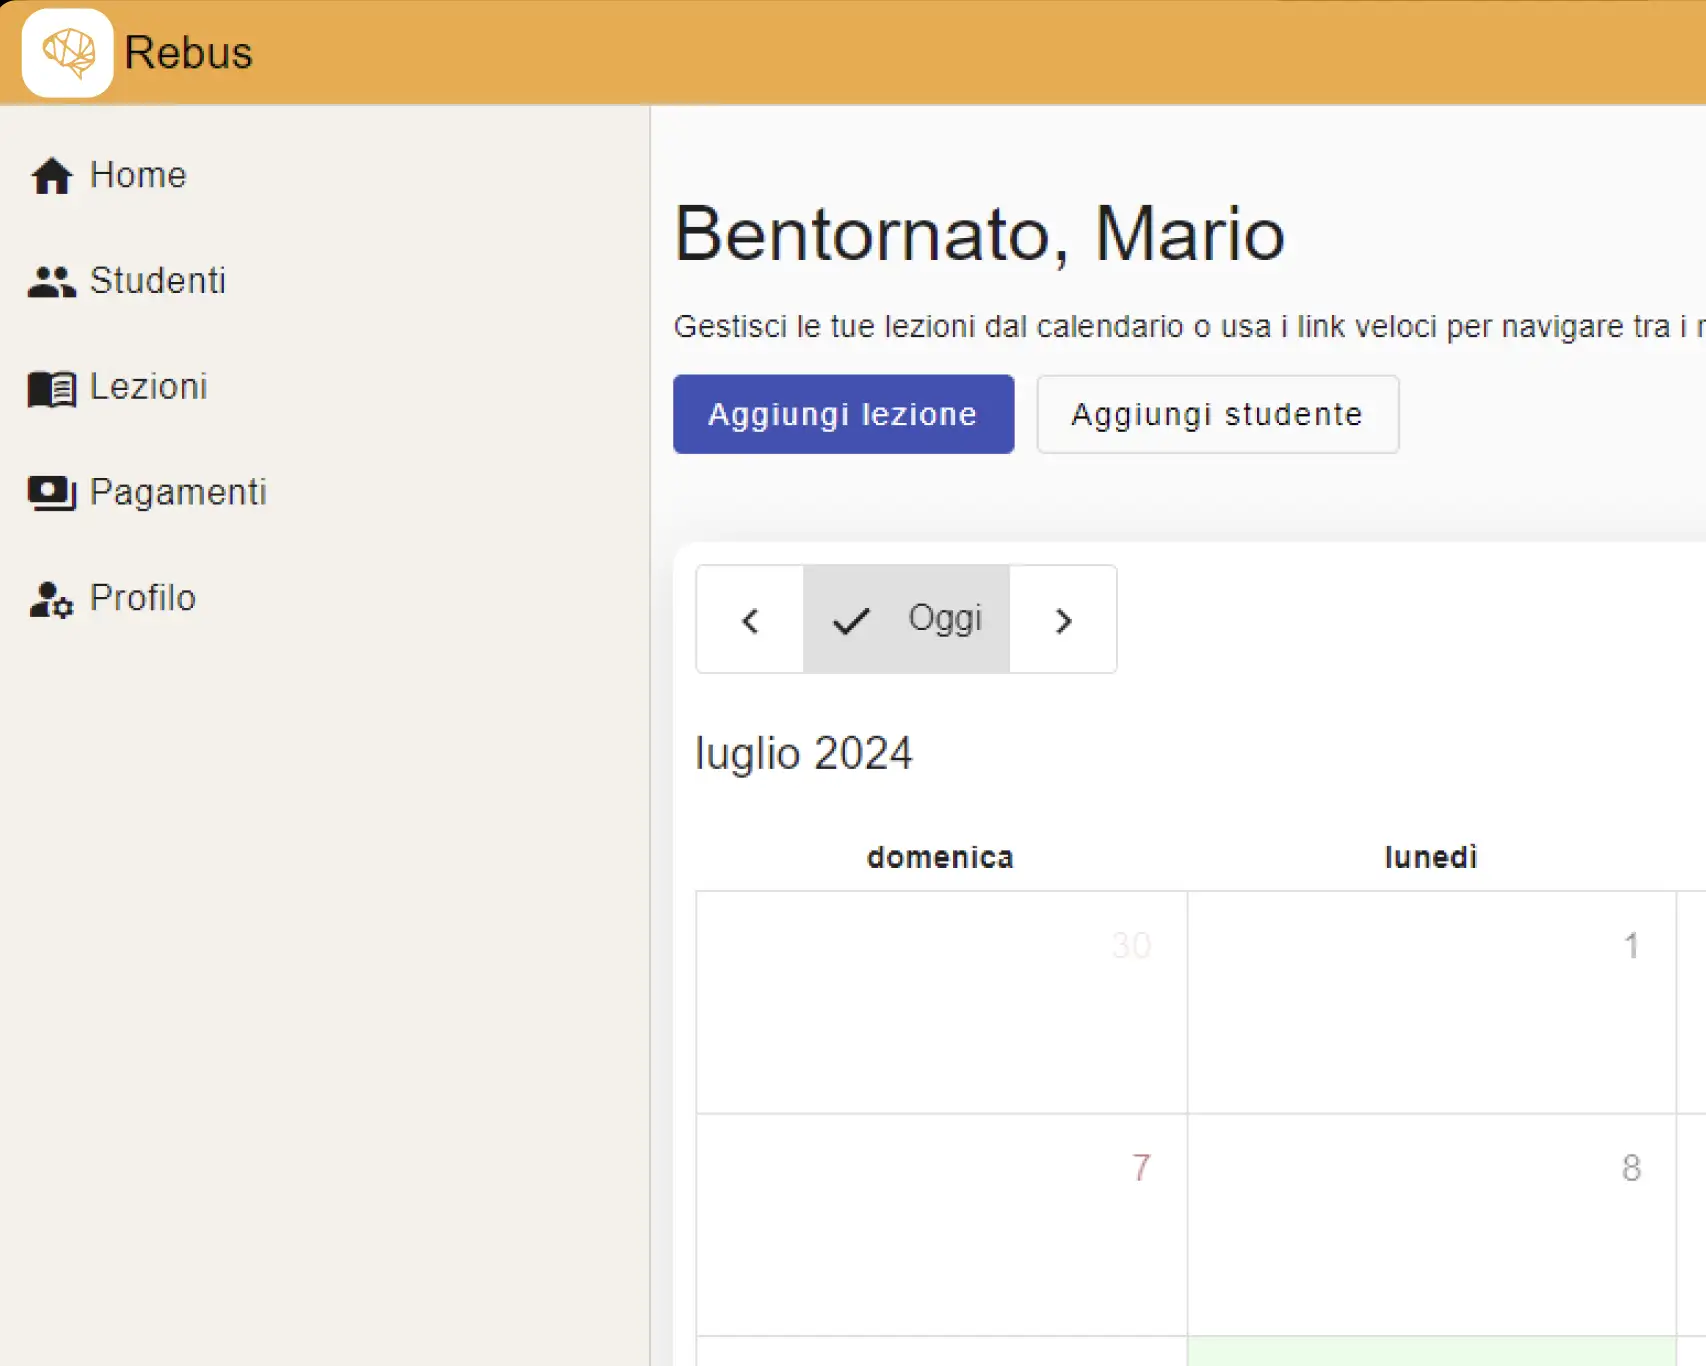 Rebus
Home
Studenti
Lezioni
Pagamenti
Profilo
Bentornato, Mario
Gestisci le tue lezioni dal calendario o usa i link veloci per navigare tra i
Aggiungi lezione
Aggiungi studente
Oggi
luglio 2024
domenica lunedì
30 1
7 8